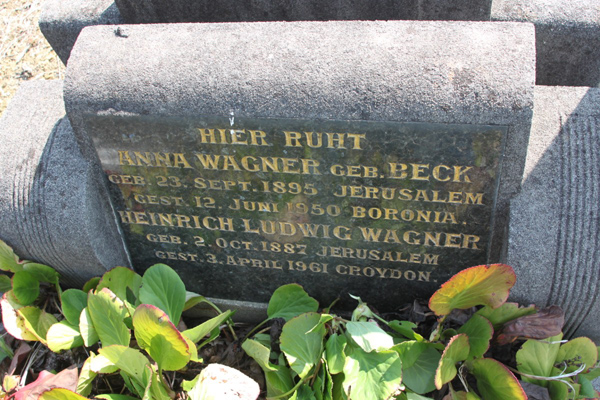 HIER RUHT
ANNA WAGNER GEB. BECK
GEB. 23. SEPT. 1895 JERUSALEM
GEST. 12. JUNI 1950 BORONIA
HEINRICH LUDWIG WAGNER
GEB. 2. OCT. 1887 JERUSALEM
GEST. 3. APRIL 1961 CROYDON